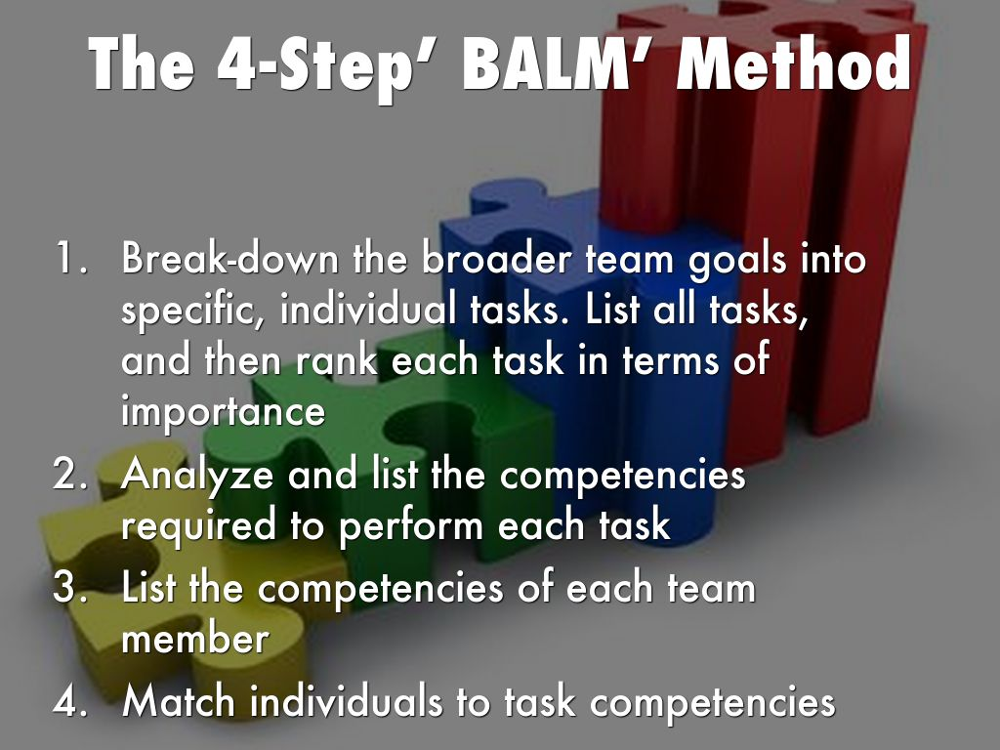 The 4-Step’ BALM’ Method
1. Break-down the broader team goals into
specific, individual tasks. List all tasks,
and then rank each task in terms of
importance
2. Analyze and list the competencies
required to perform each task
3. List the competencies of each team
member
4. Match individuals to task competencies